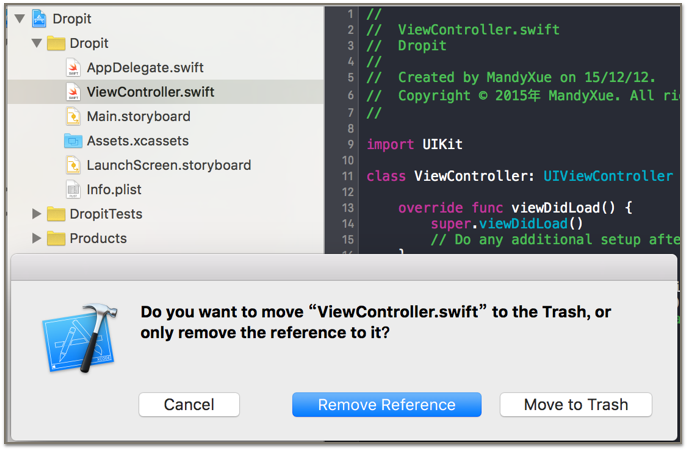 Dropit
Dropit
AppDelegate.swift
ViewController.swift
Main.storyboard
Assets.xcassets
LaunchScreen.storyboard
Info.plist
DropitTests
Products
1 //
2 // ViewController.swift
3 // Dropit
4 //
5 // Created by MandyXue on 15/12/12.
6 // Copyright © 2015年 MandyXue. All
7 //
8
9 import UIKit
10
11 class ViewController: UIViewController
12
13 override func viewDidLoad() {
14 super.viewDidLoad()
15 // Do any additional setup
16
Do you want to move “ViewController.swift” to the Trash, or
only remove the reference to it?
Cancel
Remove Reference
Move to Trash